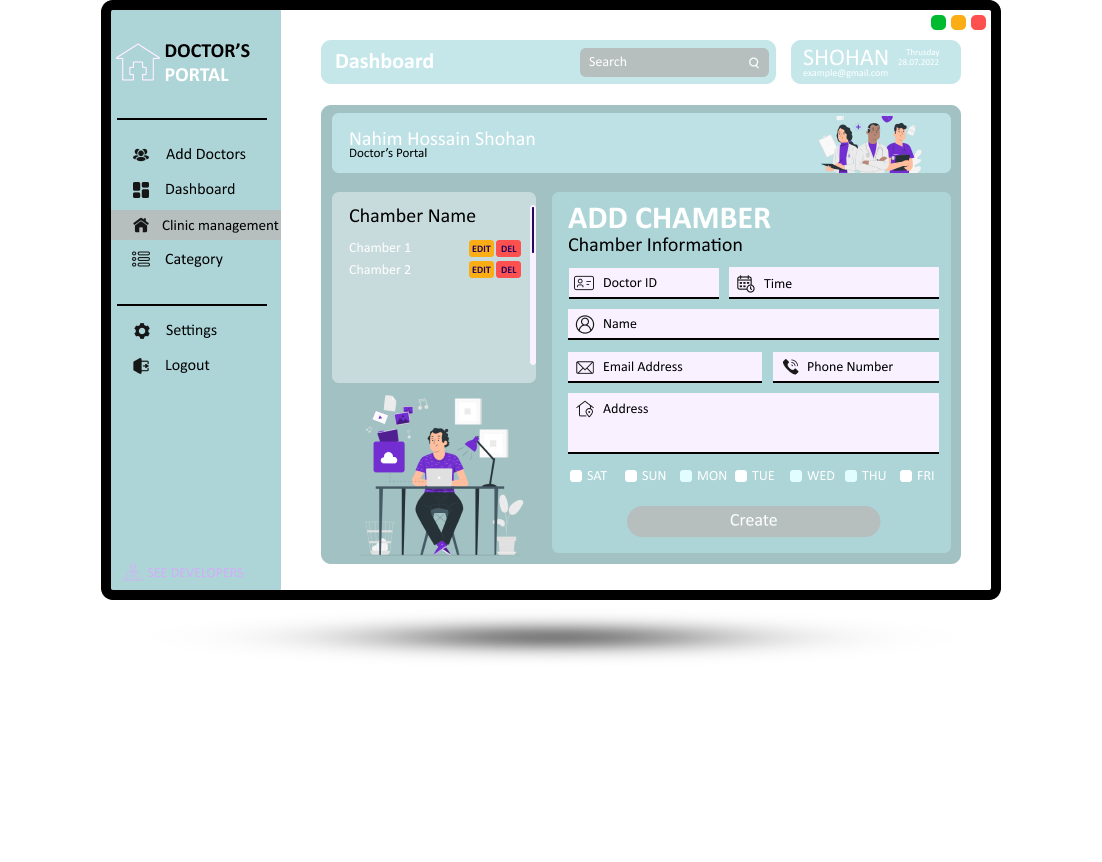 DOCTOR'S
PORTAL
Add Doctors
Dashboard
Clinic management
Category
Settings
Logout
SEE DEVELOPERS
Dashboard
Search
SHOHAN
example@gmail.com
Thrusday
28.07.2022
Nahim Hossain Shohan
Doctor's Portal
Chamber Name
Chamber 1 EDIT DEL
Chamber 2 EDIT DEL
ADD CHAMBER
Chamber Information
Doctor ID Time
Name
Email Address Phone Number
Address
SAT SUN MON TUE WED THU FRI
Create